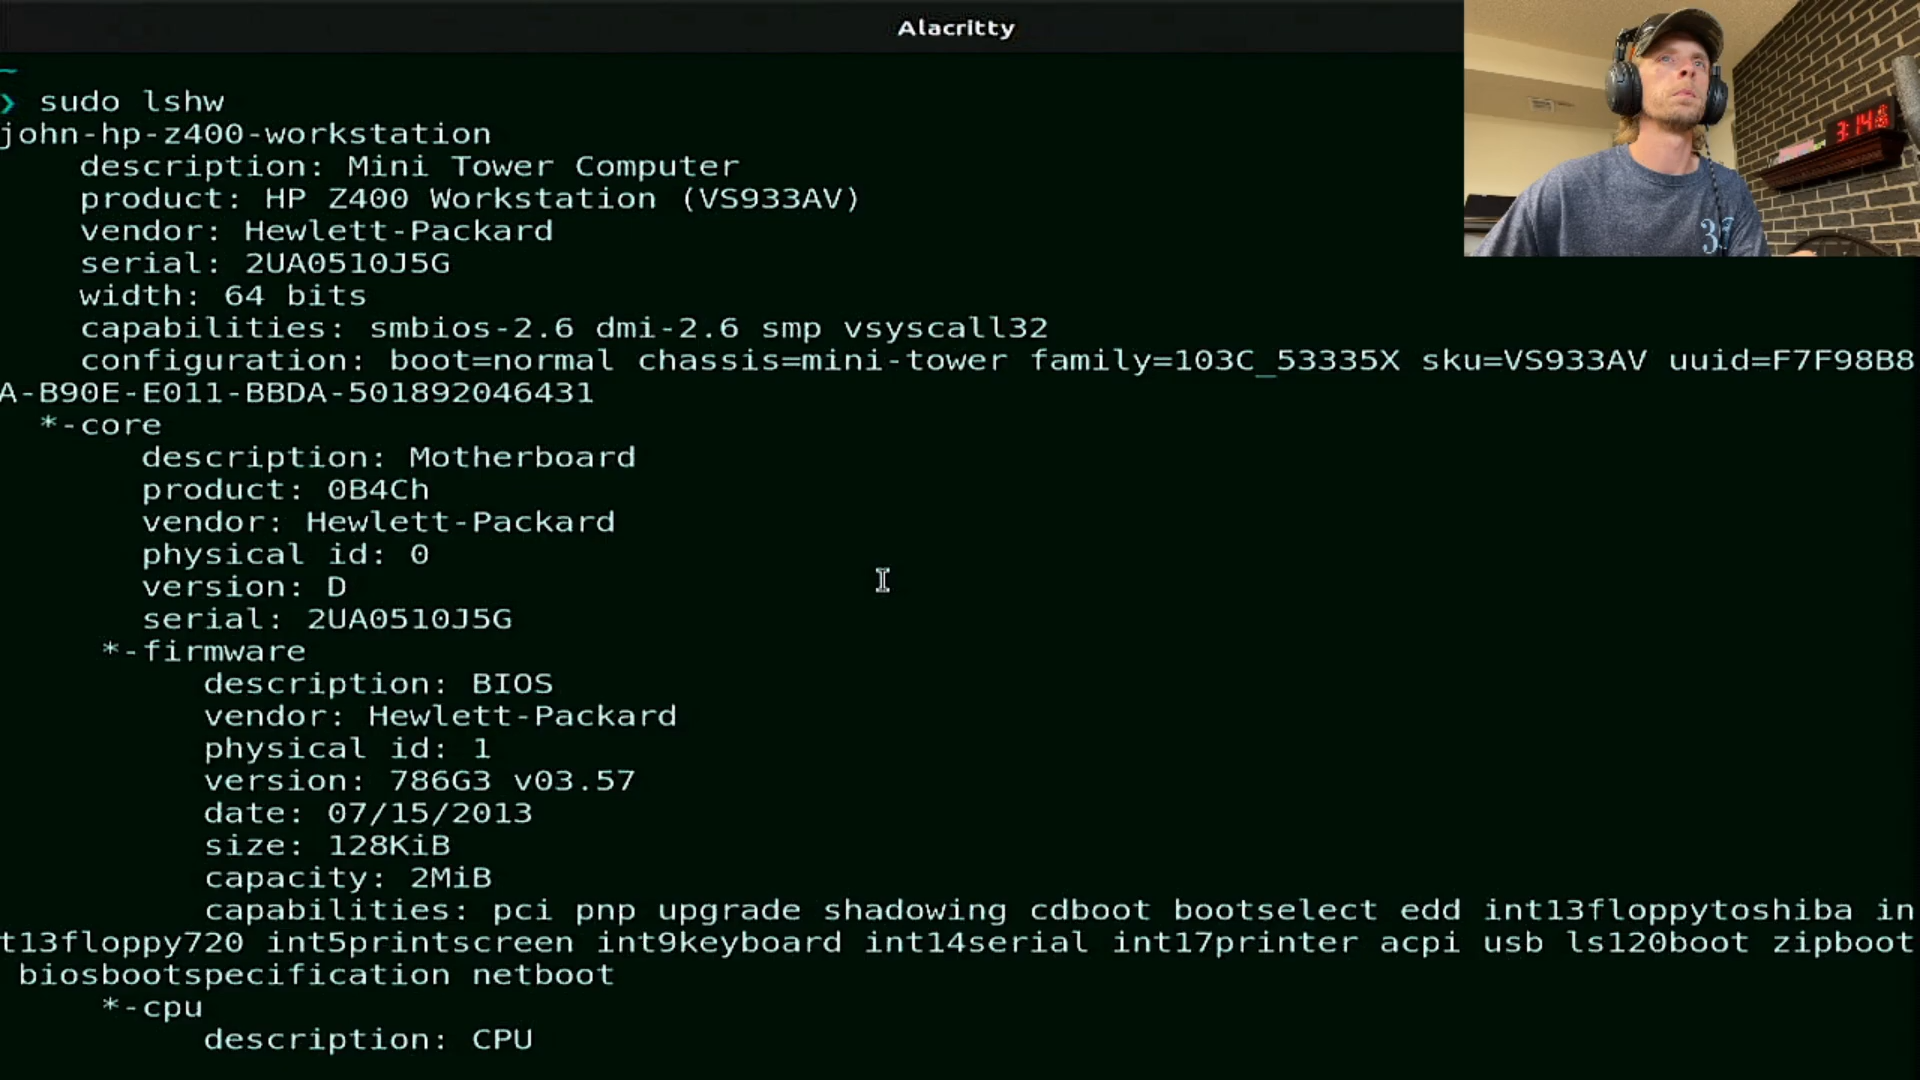 Alacritty
~
❯ sudo lshw
john-hp-z400-workstation
description: Mini Tower Computer
product: HP Z400 Workstation (VS933AV)
vendor: Hewlett-Packard
serial: 2UA0510J5G
width: 64 bits
capabilities: smbios-2.6 dmi-2.6 smp vsyscall32
configuration: boot=normal chassis=mini-tower family=103C_53335X sku=VS933AV uuid=F7F98B8
A-B90E-E011-BBDA-501892046431
*-core
description: Motherboard
product: 0B4Ch
vendor: Hewlett-Packard
physical id: 0
version: D
serial: 2UA0510J5G
*-firmware
description: BIOS
vendor: Hewlett-Packard
physical id: 1
version: 786G3 v03.57
date: 07/15/2013
size: 128KiB
capacity: 2MiB
capabilities: pci pnp upgrade shadowing cdboot bootselect edd int13floppytoshiba in
t13floppy720 int5printscreen int9keyboard int14serial int17printer acpi usb ls120boot zipboot
biosbootspecification netboot
*-cpu
description: CPU